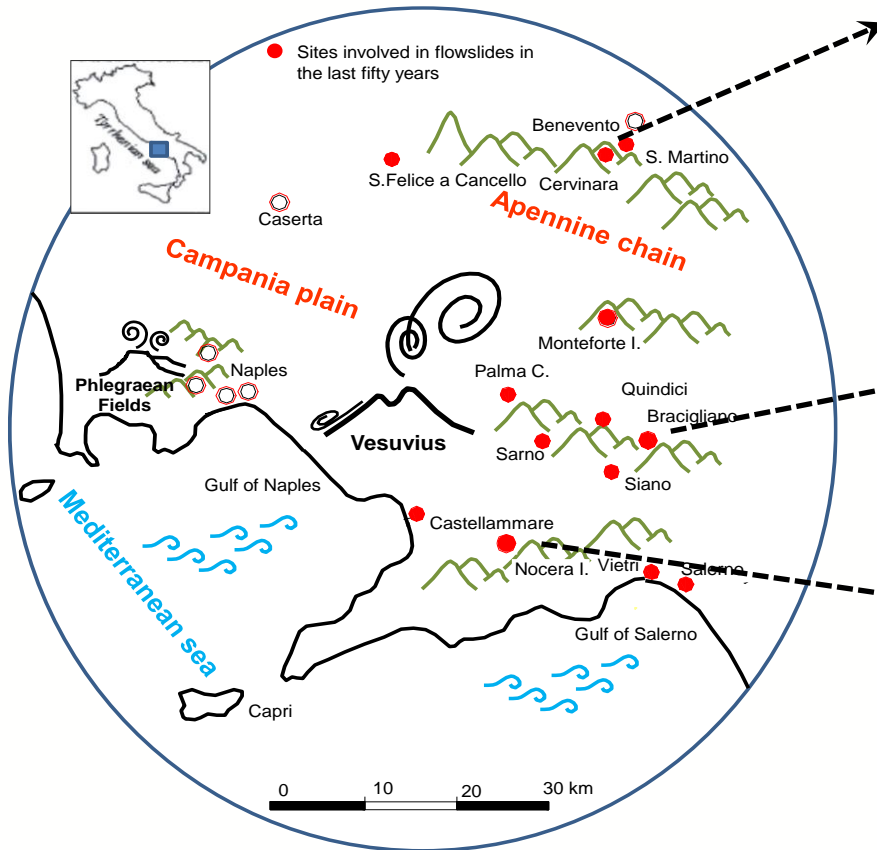 Sites involved in flowslides in
the last fifty years
Tyrrhenian sea
Benevento
S. Martino
S.Felice a Cancello
Cervinara
Caserta
Apennine chain
Campania plain
Monteforte I.
Naples
Phlegraean
Fields
Palma C.
Quindici
Bracigliano
Vesuvius
Sarno
Siano
Gulf of Naples
Castellammare
Nocera I.
Vietri
Salerno
Mediterranean sea
Gulf of Salerno
Capri
0
10
20
30 km